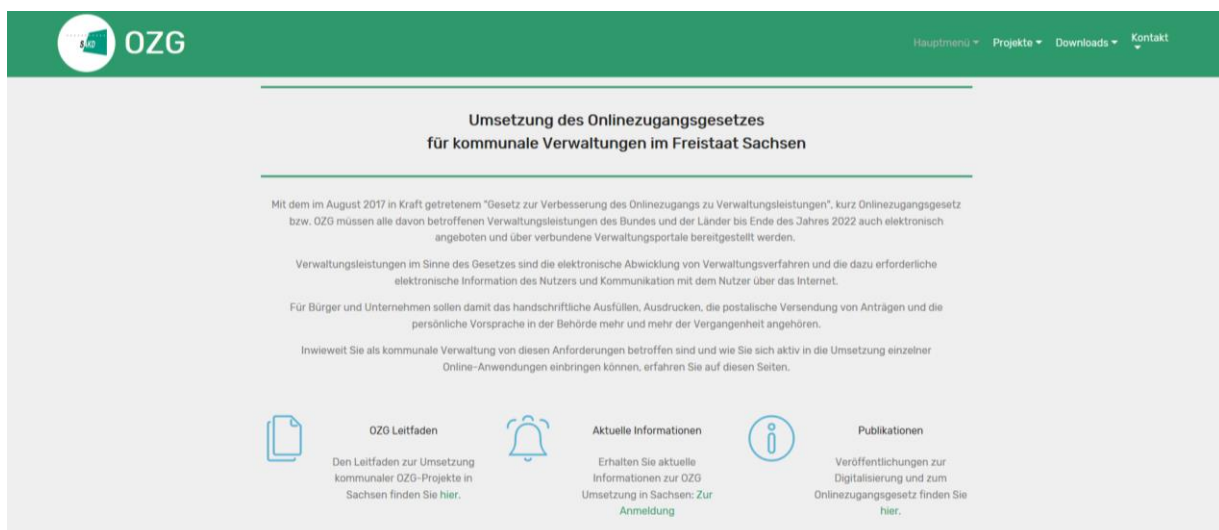 SAKD
OZG
Hauptmenü
Projekte
Downloads
Kontakt
Umsetzung des Onlinezugangsgesetzes
für kommunale Verwaltungen im Freistaat Sachsen
Mit dem im August 2017 in Kraft getretenem "Gesetz zur Verbesserung des Onlinezugangs zu Verwaltungsleistungen", kurz Onlinezugangsgesetz
bzw. OZG müssen alle davon betroffenen Verwaltungsleistungen des Bundes und der Länder bis Ende des Jahres 2022 auch elektronisch
angeboten und über verbundene Verwaltungsportale bereitgestellt werden.
Verwaltungsleistungen im Sinne des Gesetzes sind die elektronische Abwicklung von Verwaltungsverfahren und die dazu erforderliche
elektronische Information des Nutzers und Kommunikation mit dem Nutzer über das Internet.
Für Bürger und Unternehmen sollen damit das handschriftliche Ausfüllen, Ausdrucken, die postalische Versendung von Anträgen und die
persönliche Vorsprache in der Behörde mehr und mehr der Vergangenheit angehören.
Inwieweit Sie als kommunale Verwaltung von diesen Anforderungen betroffen sind und wie Sie sich aktiv in die Umsetzung einzelner
Online-Anwendungen einbringen können, erfahren Sie auf diesen Seiten.
OZG Leitfaden
Den Leitfaden zur Umsetzung
kommunaler OZG-Projekte in
Sachsen finden Sie hier.
Aktuelle Informationen
Erhalten Sie aktuelle
Informationen zur OZG
Umsetzung in Sachsen: Zur
Anmeldung
Publikationen
Veröffentlichungen zur
Digitalisierung und zum
Onlinezugangsgesetz finden Sie
hier.